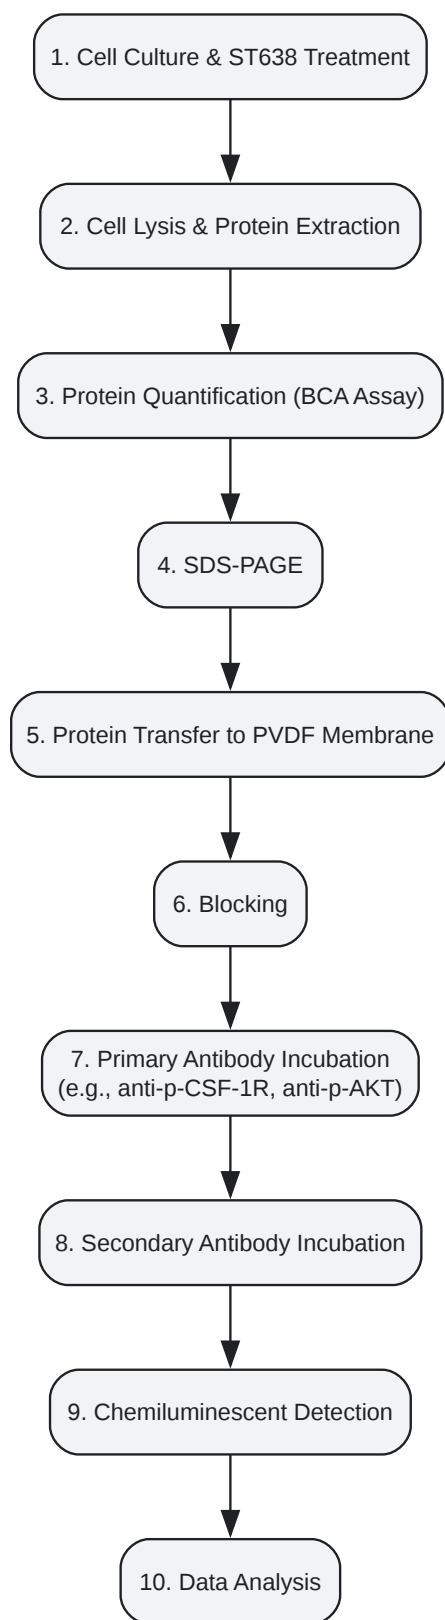 1. Cell Culture & ST638 Treatment
2. Cell Lysis & Protein Extraction
3. Protein Quantification (BCA Assay)
4. SDS-PAGE
5. Protein Transfer to PVDF Membrane
6. Blocking
7. Primary Antibody Incubation
(e.g., anti-p-CSF-1R, anti-p-AKT)
8. Secondary Antibody Incubation
9. Chemiluminescent Detection
10. Data Analysis